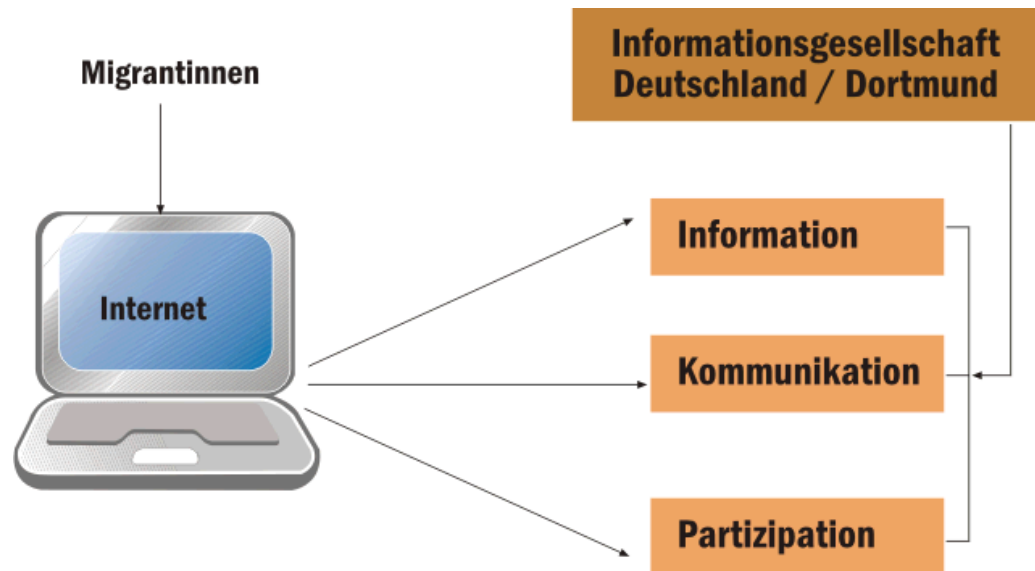 Migrantinnen
Informationsgesellschaft
Deutschland / Dortmund
Internet
Information
Kommunikation
Partizipation